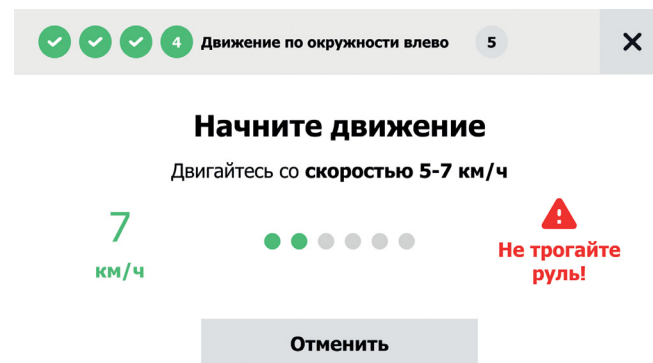 4 Движение по окружности влево 5
Начните движение
Двигайтесь со скоростью 5-7 км/ч
7
км/ч
Не трогайте
руль!
Отменить